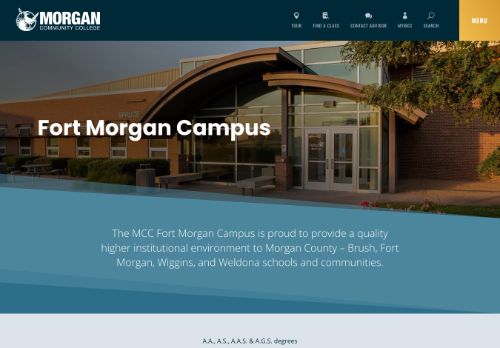 MORGAN
COMMUNITY COLLEGE
TOUR
FIND A CLASS
CONTACT ADVISOR
MYMCC
SEARCH
MENU
Fort Morgan Campus
The MCC Fort Morgan Campus is proud to provide a quality
higher institutional environment to Morgan County – Brush, Fort
Morgan, Wiggins, and Weldona schools and communities.
A.A., A.S., A.A.S. & A.G.S. degrees